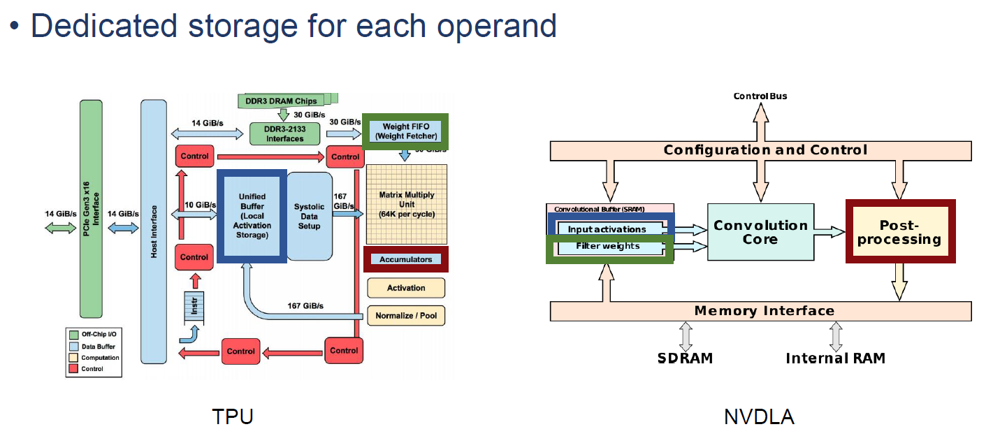 • Dedicated storage for each operand
DDR3 DRAM Chips
30 GiB/s
14 GiB/s
DDR3-2133
Interfaces
30 GiB/s
Weight FIFO
(Weight Fetcher)
Control
Control
PCIe Gen3 x16
Interface
Host Interface
14 GiB/s
14 GiB/s
10 GiB/s
Unified
Buffer
(Local
Activation
Storage)
Systolic
Data
Setup
167
GiB/s
Matrix Multiply
Unit
(64K per cycle)
Control
Accumulators
Activation
Instr
167 GiB/s
Normalize / Pool
Control
Control
Off-Chip I/O
Data Buffer
Computation
Control
TPU
Control Bus
Configuration and Control
Convolutional Buffer (SRAM)
Input activations
Filter weights
Convolution
Core
Post-
processing
Memory Interface
SDRAM
Internal RAM
NVDLA